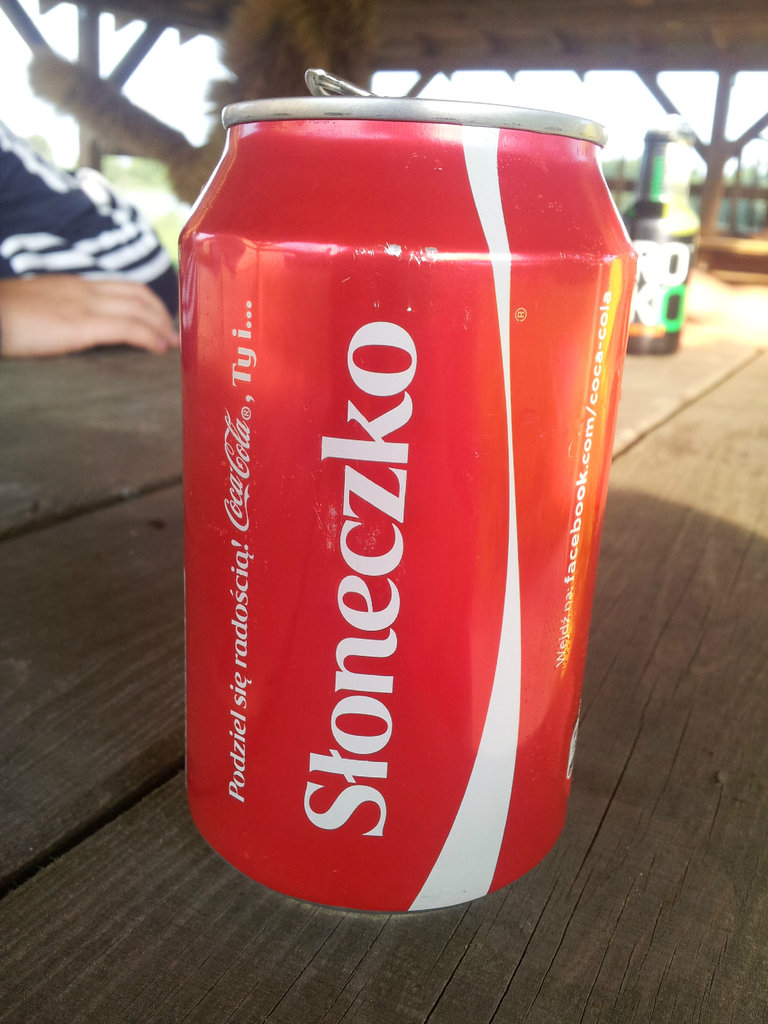 Podziel się radością! Coca-Cola®, Ty i...
Słoneczko
®
Wejdź na: facebook.com/coca-cola